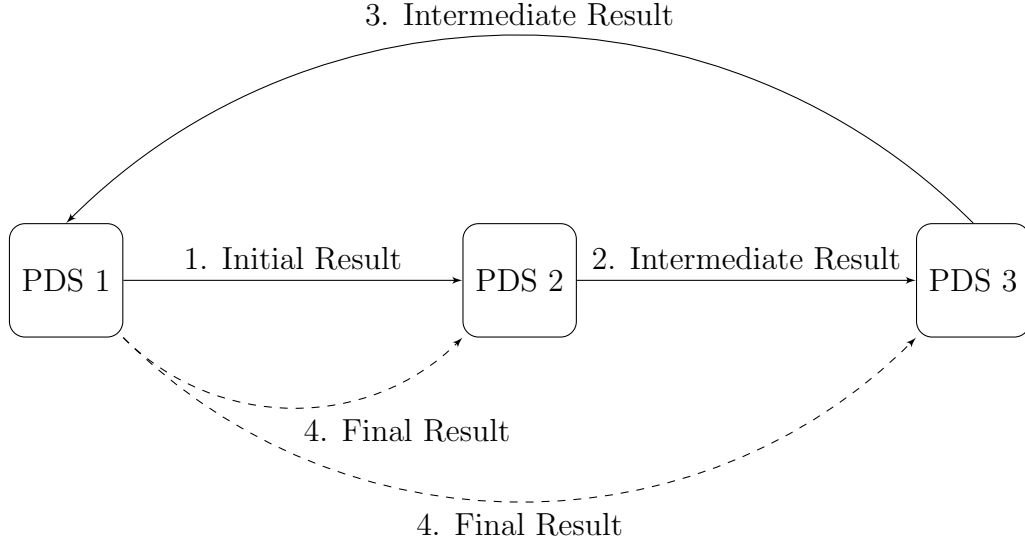 3. Intermediate Result
1. Initial Result
2. Intermediate Result
PDS 1
PDS 2
PDS 3
4. Final Result
4. Final Result